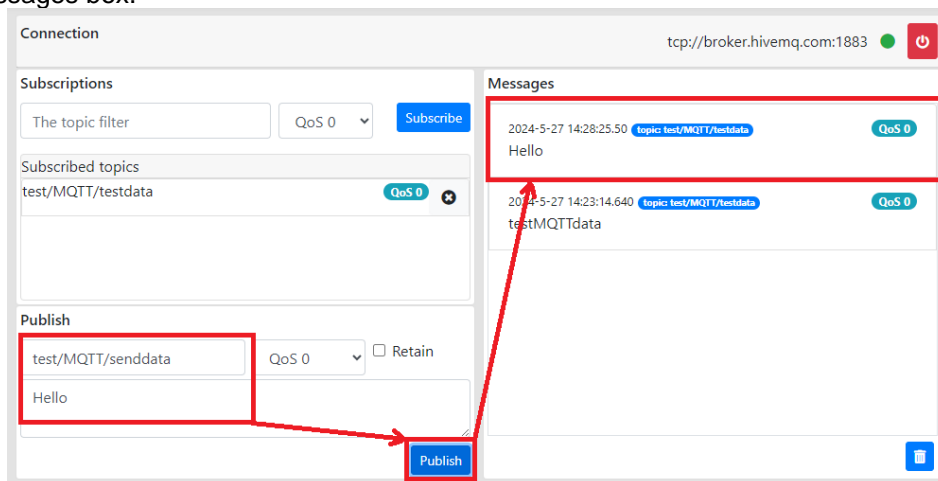 Connection
tcp://broker.hivemq.com:1883
Subscriptions
The topic filter
QoS 0
Subscribe
Subscribed topics
test/MQTT/testdata
QoS 0
Publish
test/MQTT/senddata
QoS 0
Retain
Hello
Publish
Messages
2024-5-27 14:28:25.50 topic: test/MQTT/testdata QoS 0
Hello
2024-5-27 14:23:14.640 topic: test/MQTT/testdata QoS 0
testMQTTdata